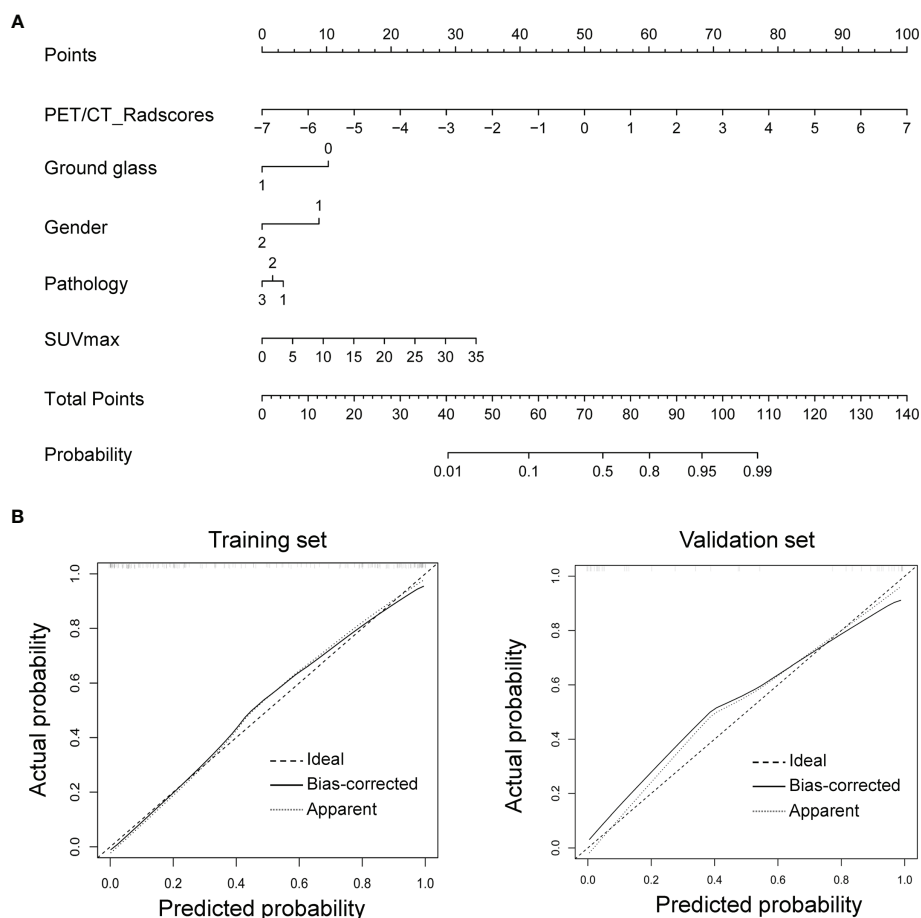 A
Points
0 10 20 30 40 50 60 70 80 90 100
PET/CT_Radscores
−7 −6 −5 −4 −3 −2 −1 0 1 2 3 4 5 6 7
0
Ground glass
1
1
Gender
2
2
Pathology
3 1
SUVmax
0 5 10 15 20 25 30 35
Total Points
0 10 20 30 40 50 60 70 80 90 100 110 120 130 140
Probability
0.01 0.1 0.5 0.8 0.95 0.99
B
Training set
Actual probability
1.0
0.8
0.6
0.4
0.2
0.0
Ideal
Bias-corrected
Apparent
0.0 0.2 0.4 0.6 0.8 1.0
Predicted probability
Validation set
Actual probability
1.0
0.8
0.6
0.4
0.2
0.0
Ideal
Bias-corrected
Apparent
0.0 0.2 0.4 0.6 0.8 1.0
Predicted probability